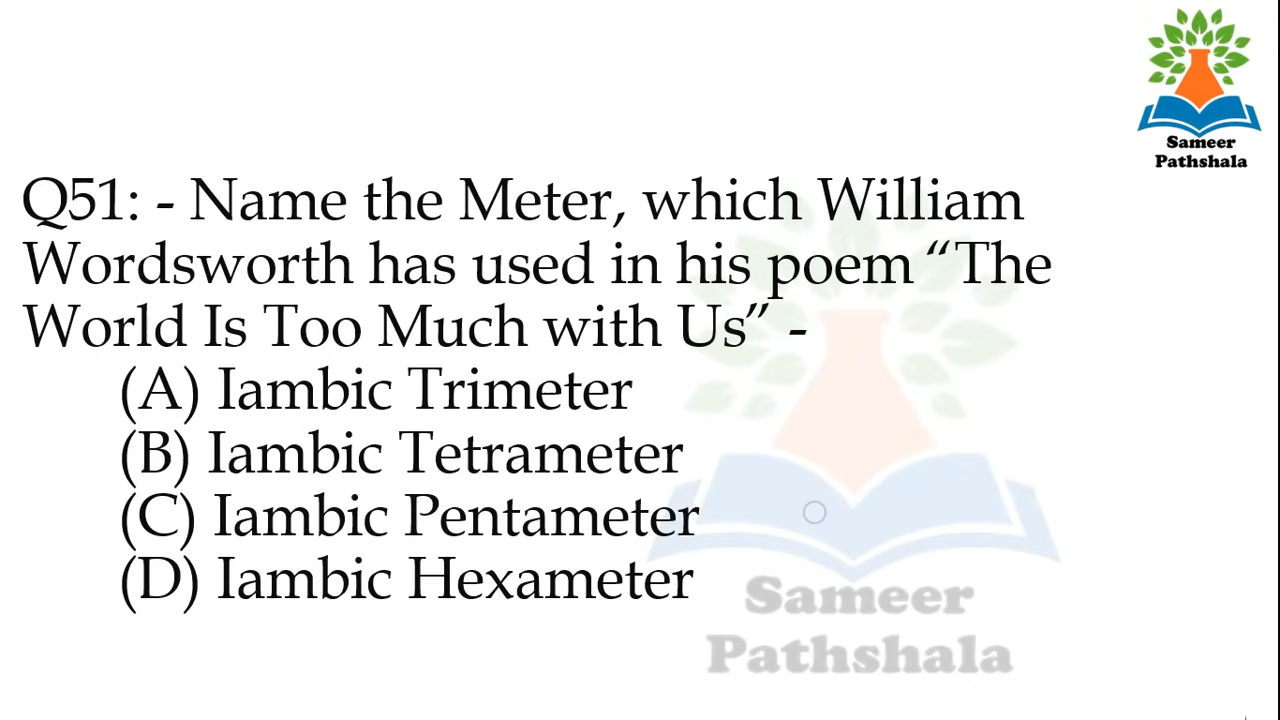 Sameer
Pathshala
Q51: - Name the Meter, which William
Wordsworth has used in his poem “The
World Is Too Much with Us” -
(A) Iambic Trimeter
(B) Iambic Tetrameter
(C) Iambic Pentameter
(D) Iambic Hexameter
Sameer
Pathshala